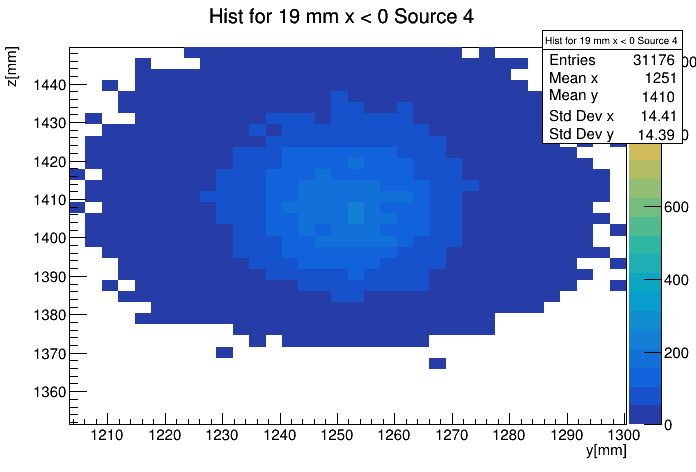 Hist for 19 mm x < 0 Source 4
Hist for 19 mm x < 0 Source 4
Entries 31176
Mean x 1251
Mean y 1410
Std Dev x 14.41
Std Dev y 14.39
z[mm]
1440
1430
1420
1410
1400
1390
1380
1370
1360
1210 1220 1230 1240 1250 1260 1270 1280 1290 1300
y[mm]
600
400
200
0